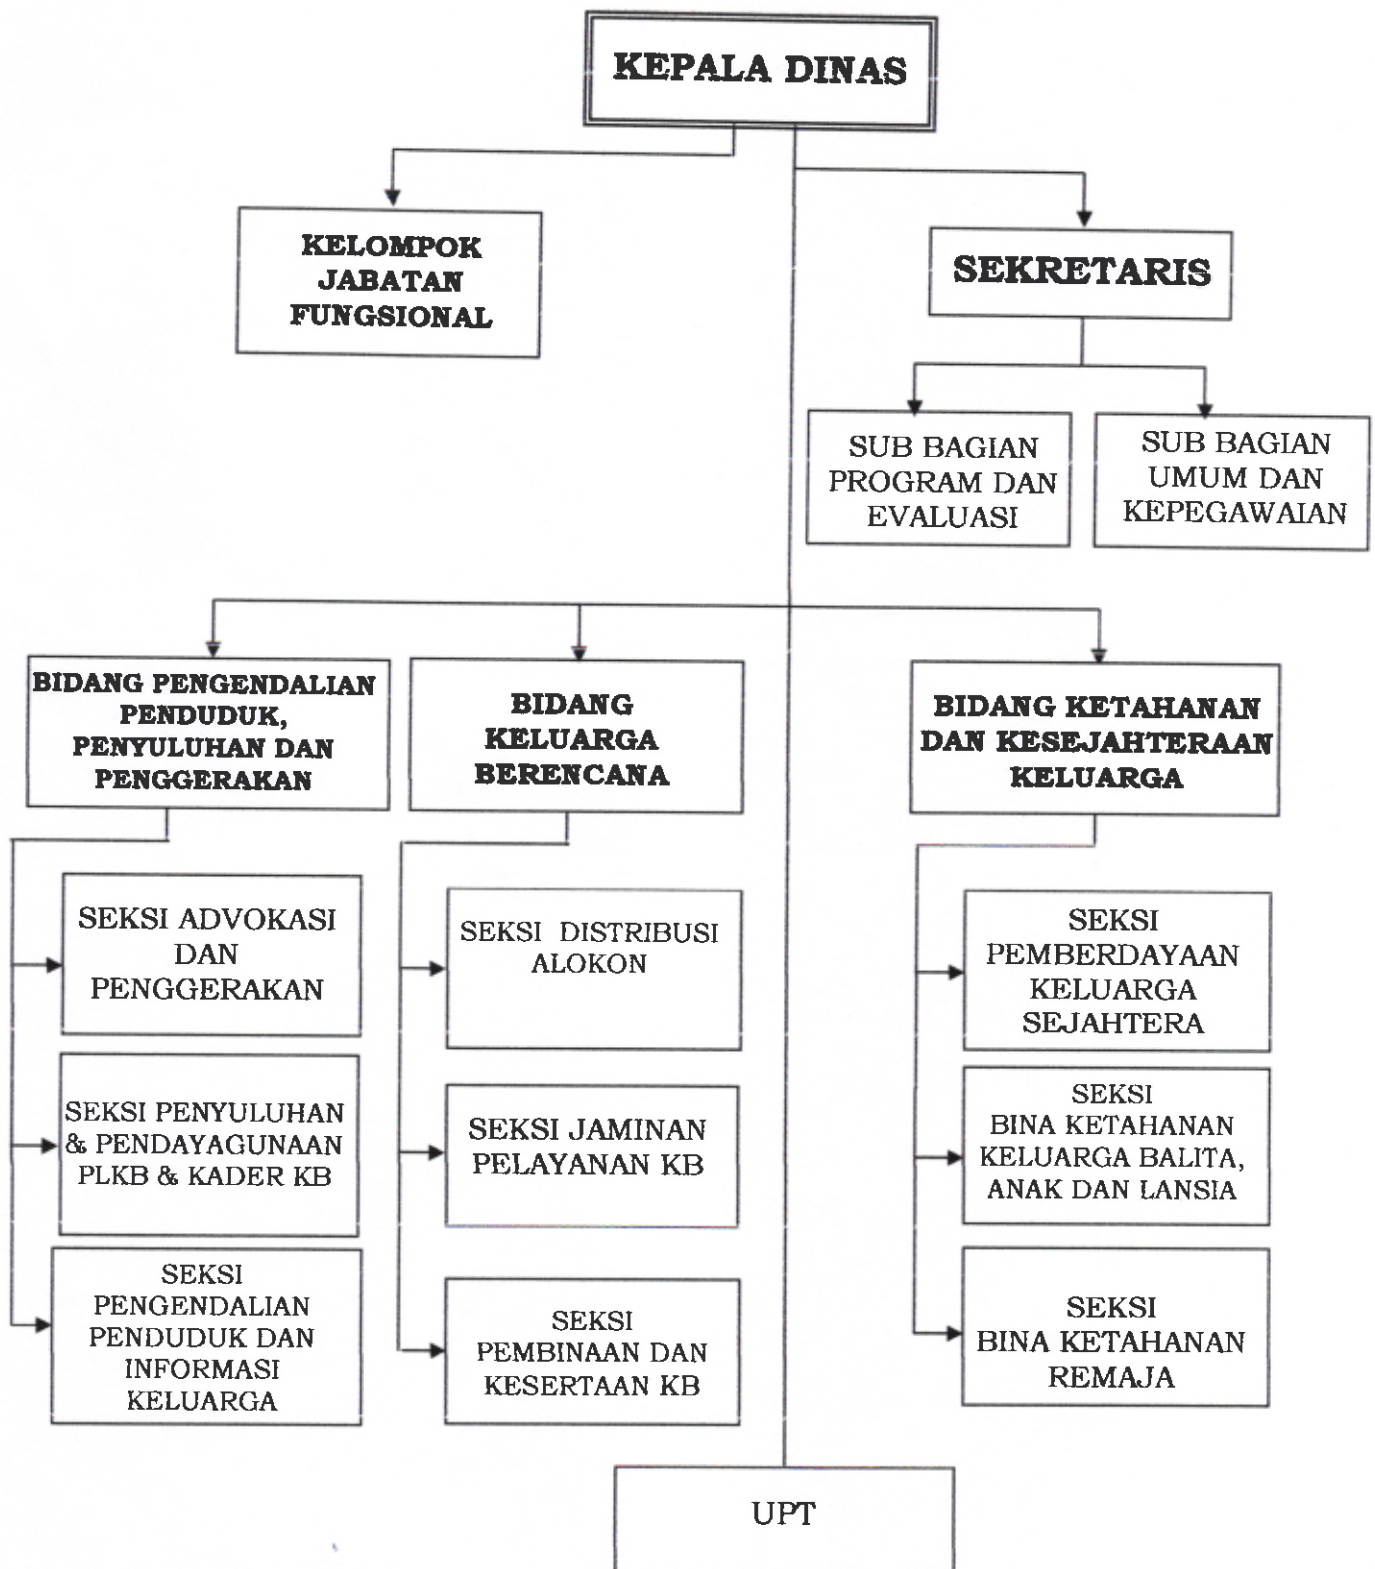 KEPALA DINAS
KELOMPOK
JABATAN
FUNGSIONAL
SEKRETARIS
SUB BAGIAN
PROGRAM DAN
EVALUASI
SUB BAGIAN
UMUM DAN
KEPEGAWAIAN
BIDANG PENGENDALIAN
PENDUDUK,
PENYULUHAN DAN
PENGGERAKAN
BIDANG
KELUARGA
BERENCANA
BIDANG KETAHANAN
DAN KESEJAHTERAAN
KELUARGA
SEKSI ADVOKASI
DAN
PENGGERAKAN
SEKSI DISTRIBUSI
ALOKON
SEKSI
PEMBERDAYAAN
KELUARGA
SEJAHTERA
SEKSI PENYULUHAN
& PENDAYAGUNAAN
PLKB & KADER KB
SEKSI JAMINAN
PELAYANAN KB
SEKSI
BINA KETAHANAN
KELUARGA BALITA,
ANAK DAN LANSIA
SEKSI
PENGENDALIAN
PENDUDUK DAN
INFORMASI
KELUARGA
SEKSI
PEMBINAAN DAN
KESERTAAN KB
SEKSI
BINA KETAHANAN
REMAJA
UPT